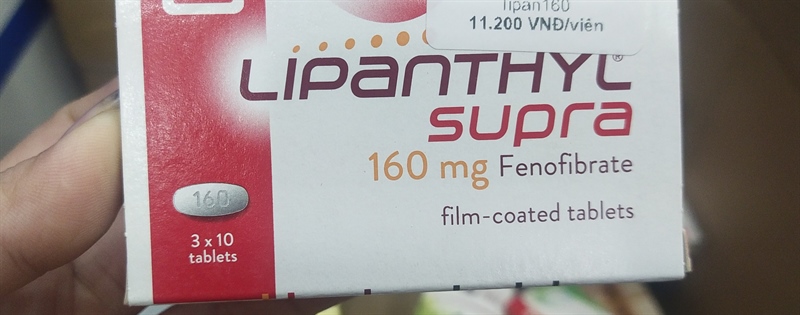 lipan160
11.200 VNĐ/viên
LIPANTHYL®
supra
160 mg Fenofibrate
film-coated tablets
160
3 x 10
tablets